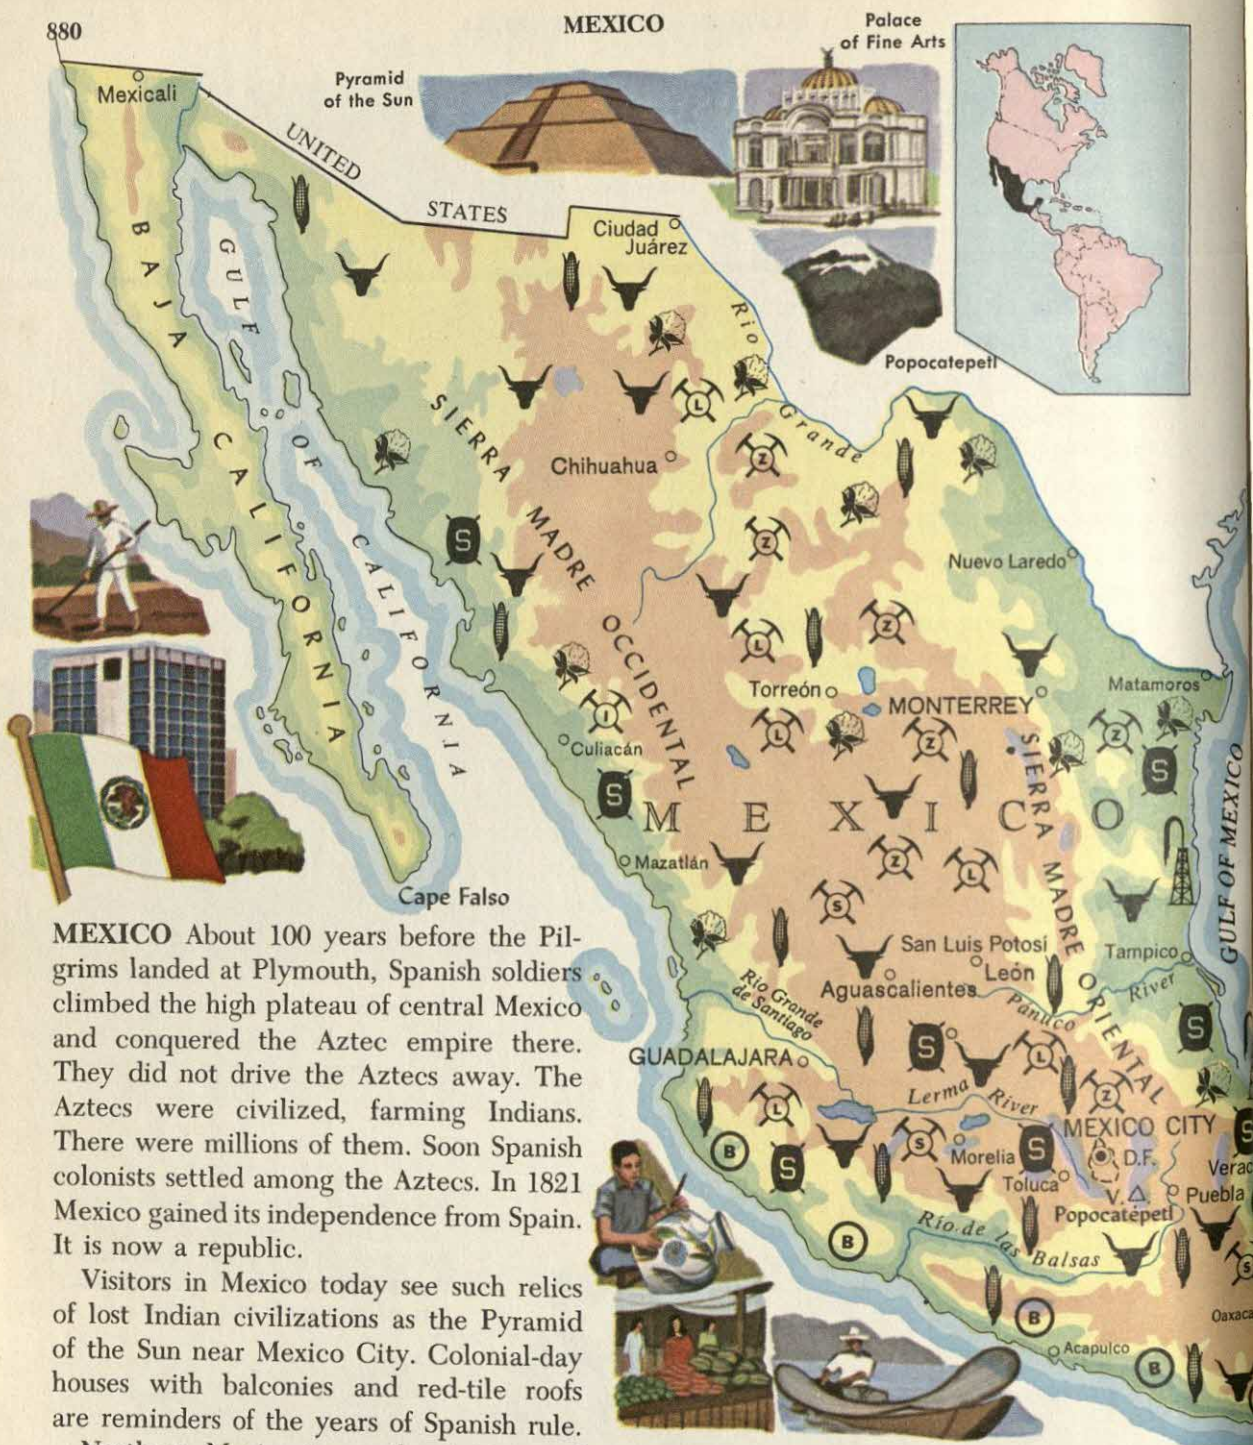 880
MEXICO
Palace
of Fine Arts
Pyramid
of the Sun
Mexicali
UNITED
STATES
Ciudad
Juárez
Popocatepetl
BAJA CALIFORNIA
GULF OF CALIFORNIA
Rio Grande
SIERRA MADRE OCCIDENTAL
L
Z
Chihuahua
S
Z
Nuevo Laredo
L
Z
Torreón
MONTERREY
Matamoros
I
L
Z
Z
Culiacán
S
S
MEXICO
SIERRA MADRE ORIENTAL
GULF OF MEXICO
Mazatlán
Z
L
S
Cape Falso
San Luis Potosí
León
Aguascalientes
Tampico
Pánuco River
Rio Grande
de Santiago
S
S
L
GUADALAJARA
Lerma River
L
Z
MEXICO CITY
D.F.
B
S
S
Morelia
S
S
Toluca
V.
Popocatépetl
Puebla
Río de las Balsas
B
S
B
Acapulco
B
MEXICO About 100 years before the Pil-
grims landed at Plymouth, Spanish soldiers
climbed the high plateau of central Mexico
and conquered the Aztec empire there.
They did not drive the Aztecs away. The
Aztecs were civilized, farming Indians.
There were millions of them. Soon Spanish
colonists settled among the Aztecs. In 1821
Mexico gained its independence from Spain.
It is now a republic.
Visitors in Mexico today see such relics
of lost Indian civilizations as the Pyramid
of the Sun near Mexico City. Colonial-day
houses with balconies and red-tile roofs
are reminders of the years of Spanish rule.